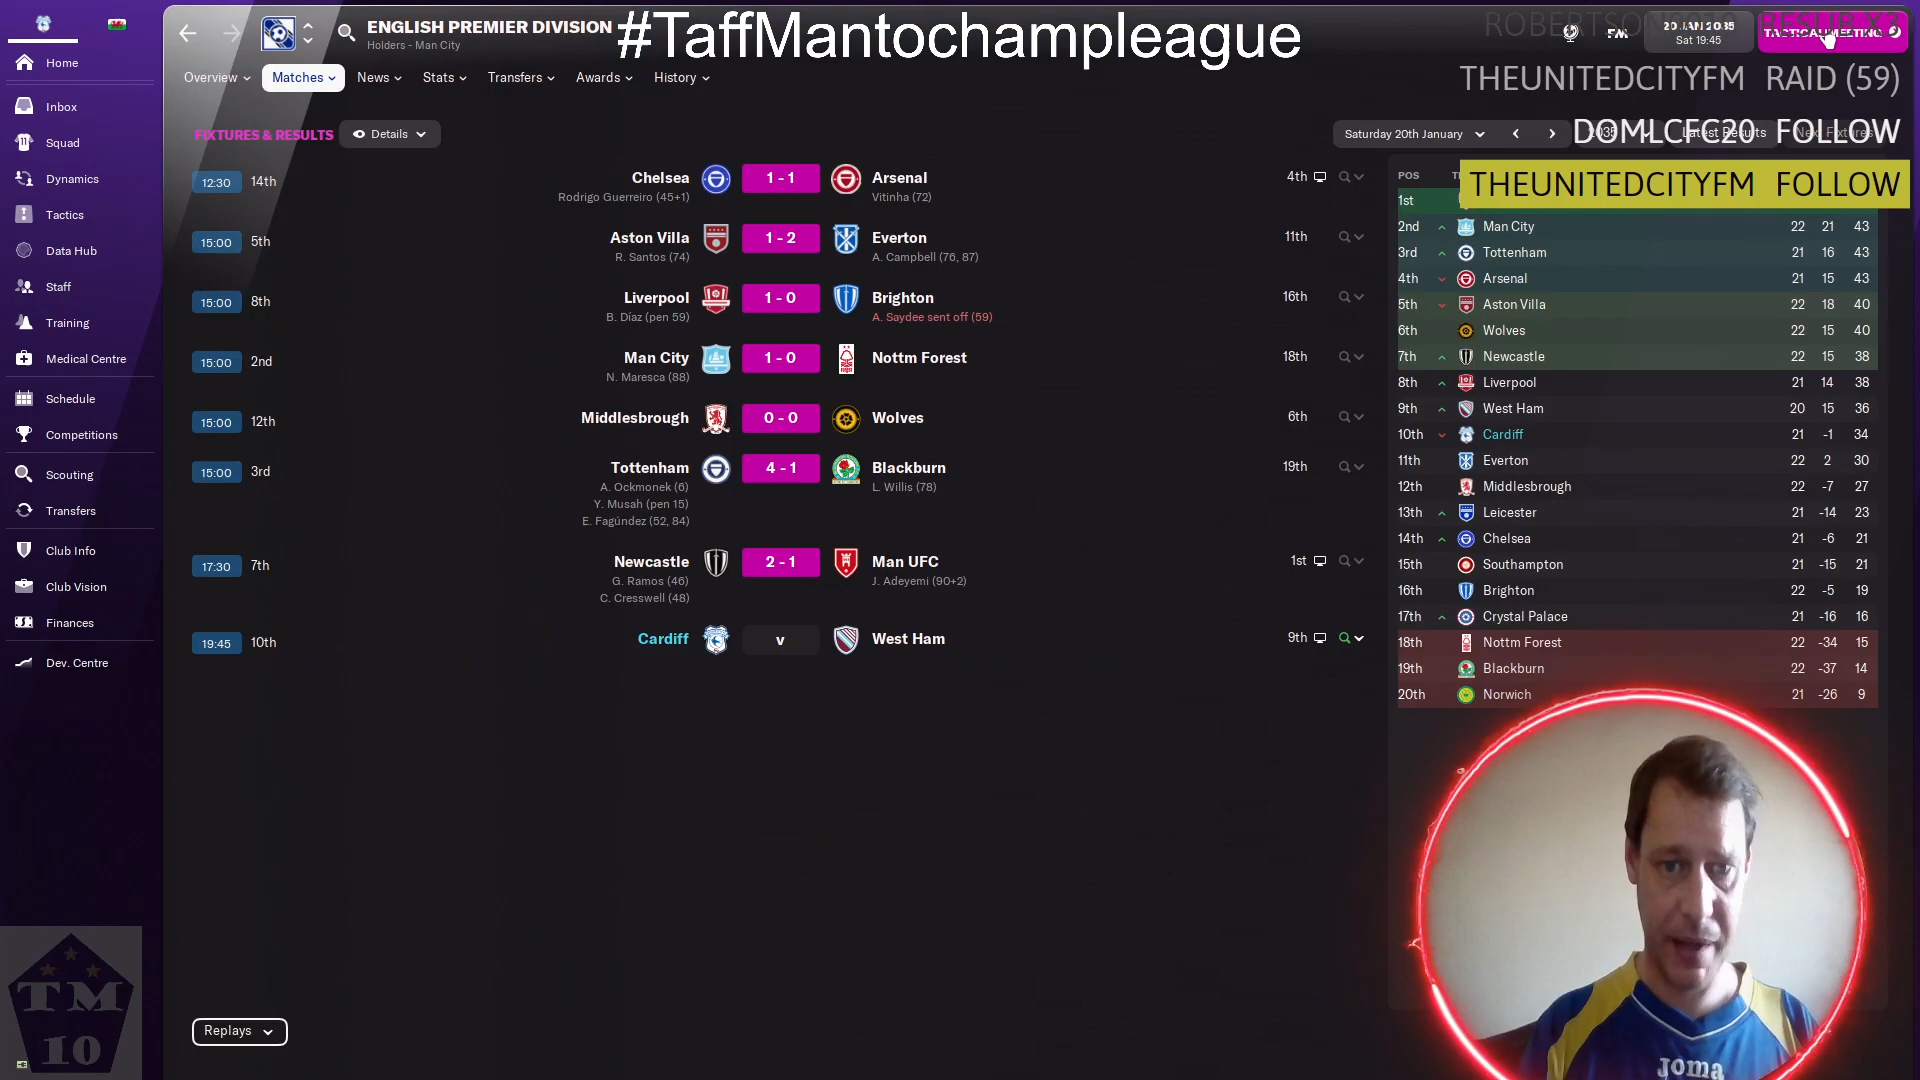 ENGLISH PREMIER DIVISION
Holders - Man City
#TaffMantochampleague
20 JAN 2035
Sat 19:45
THEUNITEDCITYFM RAID (59)
DOMLCFC20 FOLLOW
THEUNITEDCITYFM FOLLOW
Home
Inbox
Squad
Dynamics
Tactics
Data Hub
Staff
Training
Medical Centre
Schedule
Competitions
Scouting
Transfers
Club Info
Club Vision
Finances
Dev. Centre
TM
10
Overview Matches News Stats Transfers Awards History
FIXTURES & RESULTS Details
Saturday 20th January
Latest Results
12:30 14th Chelsea 1 - 1 Arsenal 4th
Rodrigo Guerreiro (45+1) Vitinha (72)
15:00 5th Aston Villa 1 - 2 Everton 11th
R. Santos (74) A. Campbell (76, 87)
15:00 8th Liverpool 1 - 0 Brighton 16th
B. Díaz (pen 59) A. Saydee sent off (59)
15:00 2nd Man City 1 - 0 Nottm Forest 18th
N. Maresca (88)
15:00 12th Middlesbrough 0 - 0 Wolves 6th
15:00 3rd Tottenham 4 - 1 Blackburn 19th
A. Ockmonek (6) L. Willis (78)
Y. Musah (pen 15)
E. Fagúndez (52, 84)
17:30 7th Newcastle 2 - 1 Man UFC 1st
G. Ramos (46) J. Adeyemi (90+2)
C. Cresswell (48)
19:45 10th Cardiff v West Ham 9th
Replays
POS
1st
2nd Man City 22 21 43
3rd Tottenham 21 16 43
4th Arsenal 21 15 43
5th Aston Villa 22 18 40
6th Wolves 22 15 40
7th Newcastle 22 15 38
8th Liverpool 21 14 38
9th West Ham 20 15 36
10th Cardiff 21 -1 34
11th Everton 22 2 30
12th Middlesbrough 22 -7 27
13th Leicester 21 -14 23
14th Chelsea 21 -6 21
15th Southampton 21 -15 21
16th Brighton 22 -5 19
17th Crystal Palace 21 -16 16
18th Nottm Forest 22 -34 15
19th Blackburn 22 -37 14
20th Norwich 21 -26 9
Joma